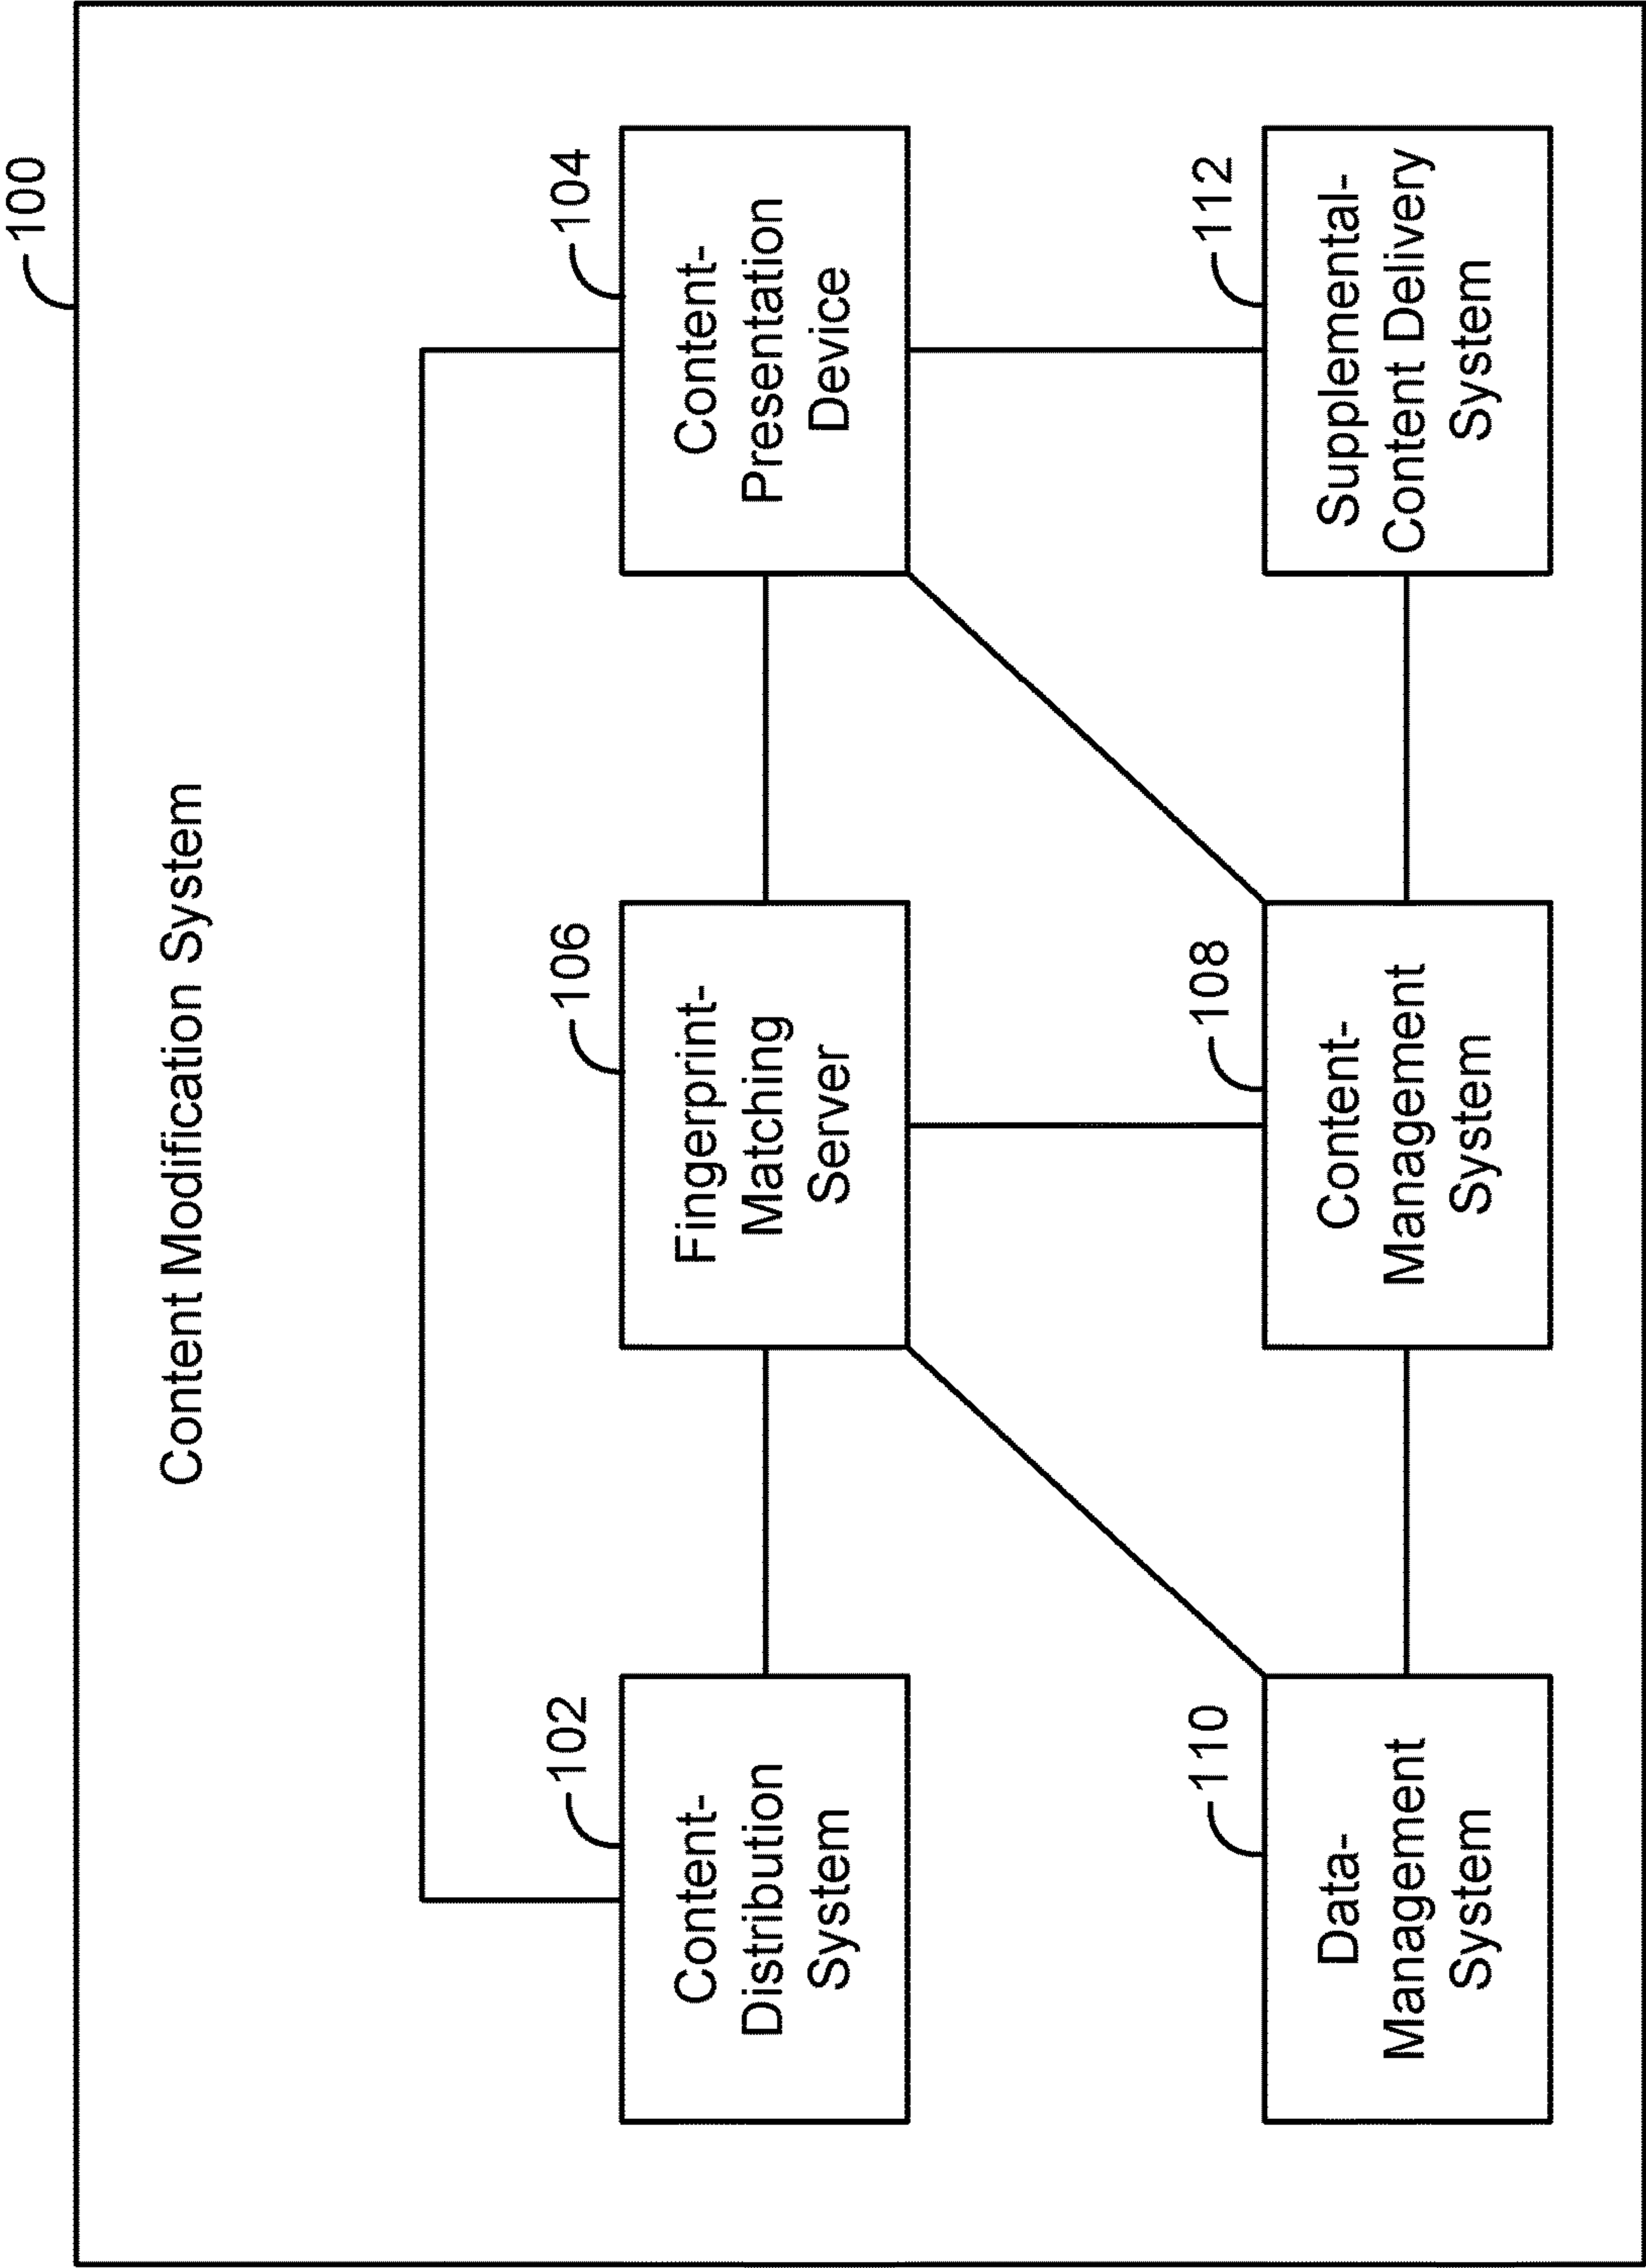 100
Content Modification System
102
Content-
Distribution
System
106
Fingerprint-
Matching
Server
104
Content-
Presentation
Device
110
Data-
Management
System
108
Content-
Management
System
112
Supplemental-
Content Delivery
System